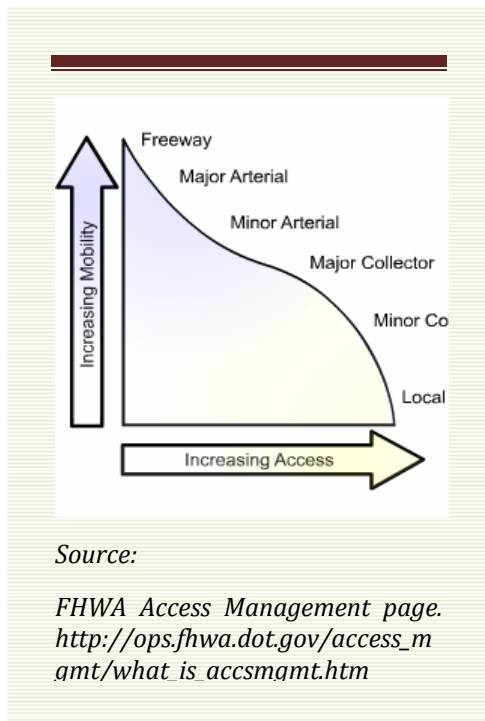 Freeway
Major Arterial
Minor Arterial
Major Collector
Minor Co
Local
Increasing Mobility
Increasing Access
Source:
FHWA Access Management page.
http://ops.fhwa.dot.gov/access_m
gmt/what_is_accsmgmt.htm